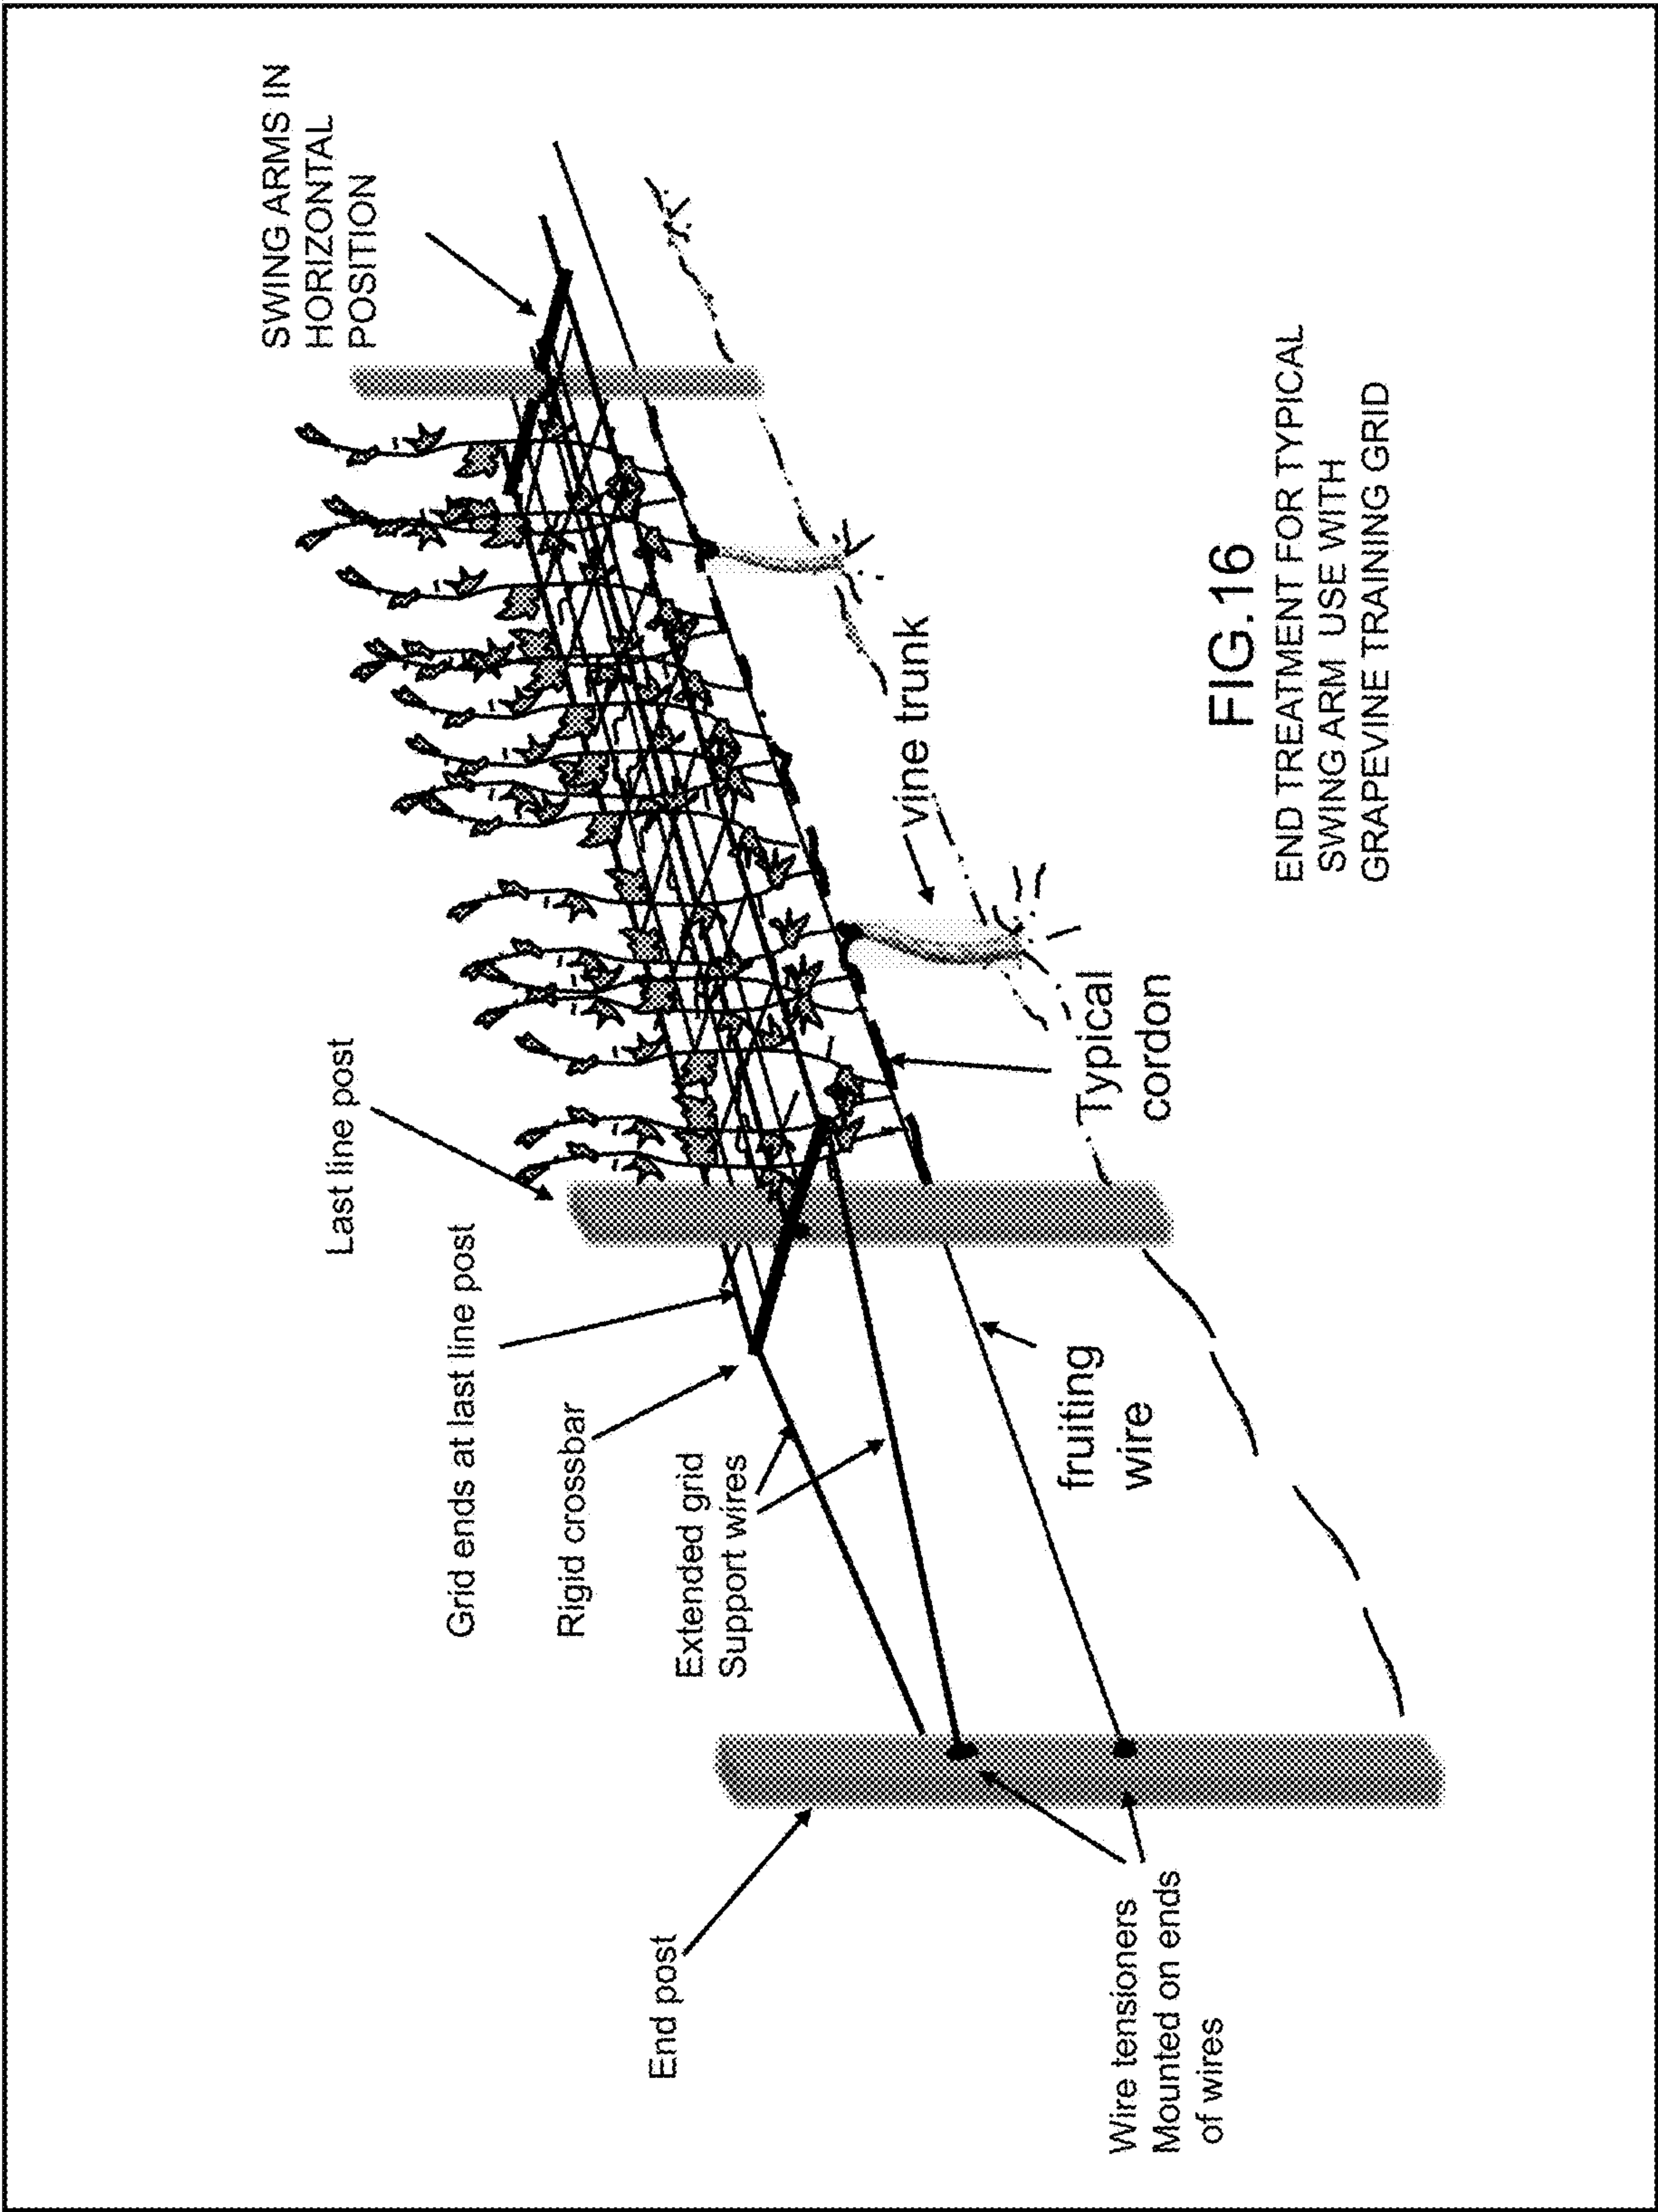 SWING ARMS IN
HORIZONTAL
POSITION
Last line post
Grid ends at last line post
Rigid crossbar
Extended grid
Support wires
End post
vine trunk
Typical
cordon
fruiting
wire
Wire tensioners
Mounted on ends
of wires
FIG.16
END TREATMENT FOR TYPICAL
SWING ARM USE WITH
GRAPEVINE TRAINING GRID